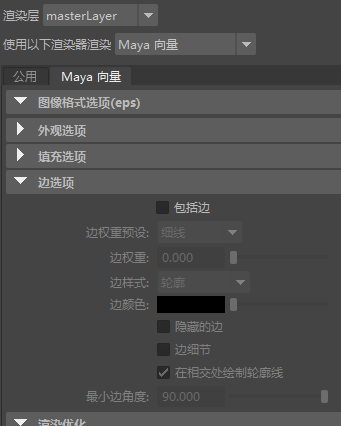 渲染层 masterLayer
使用以下渲染器渲染 Maya 向量
公用 Maya 向量
图像格式选项(eps)
外观选项
填充选项
边选项
包括边
边权重预设: 细线
边权重: 0.000
边样式: 轮廓
边颜色:
隐藏的边
边细节
在相交处绘制轮廓线
最小边角度: 90.000
渲染优化